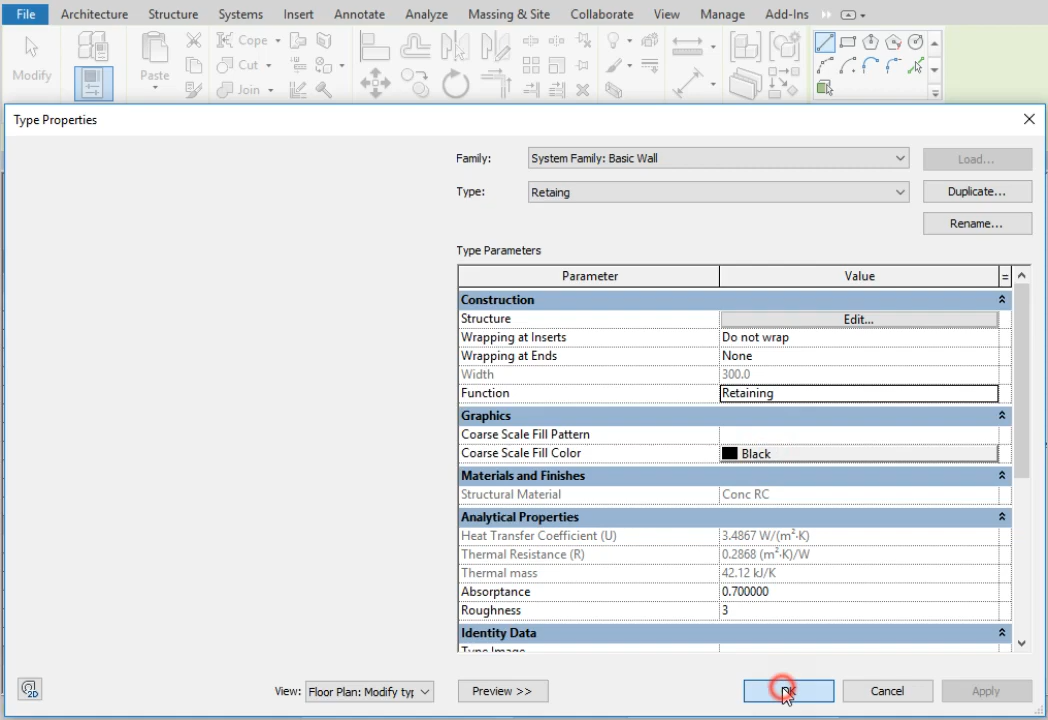 File Architecture Structure Systems Insert Annotate Analyze Massing & Site Collaborate View Manage Add-Ins
Modify
Paste
Cope
Cut
Join
Type Properties
Family: System Family: Basic Wall Load...
Type: Retaing Duplicate...
Rename...
Type Parameters
Parameter Value =
Construction
Structure Edit...
Wrapping at Inserts Do not wrap
Wrapping at Ends None
Width 300.0
Function Retaining
Graphics
Coarse Scale Fill Pattern
Coarse Scale Fill Color Black
Materials and Finishes
Structural Material Conc RC
Analytical Properties
Heat Transfer Coefficient (U) 3.4867 W/(m²·K)
Thermal Resistance (R) 0.2868 (m²·K)/W
Thermal mass 42.12 kJ/K
Absorptance 0.700000
Roughness 3
Identity Data
Type Image
2D View: Floor Plan: Modify typ Preview >> OK Cancel Apply